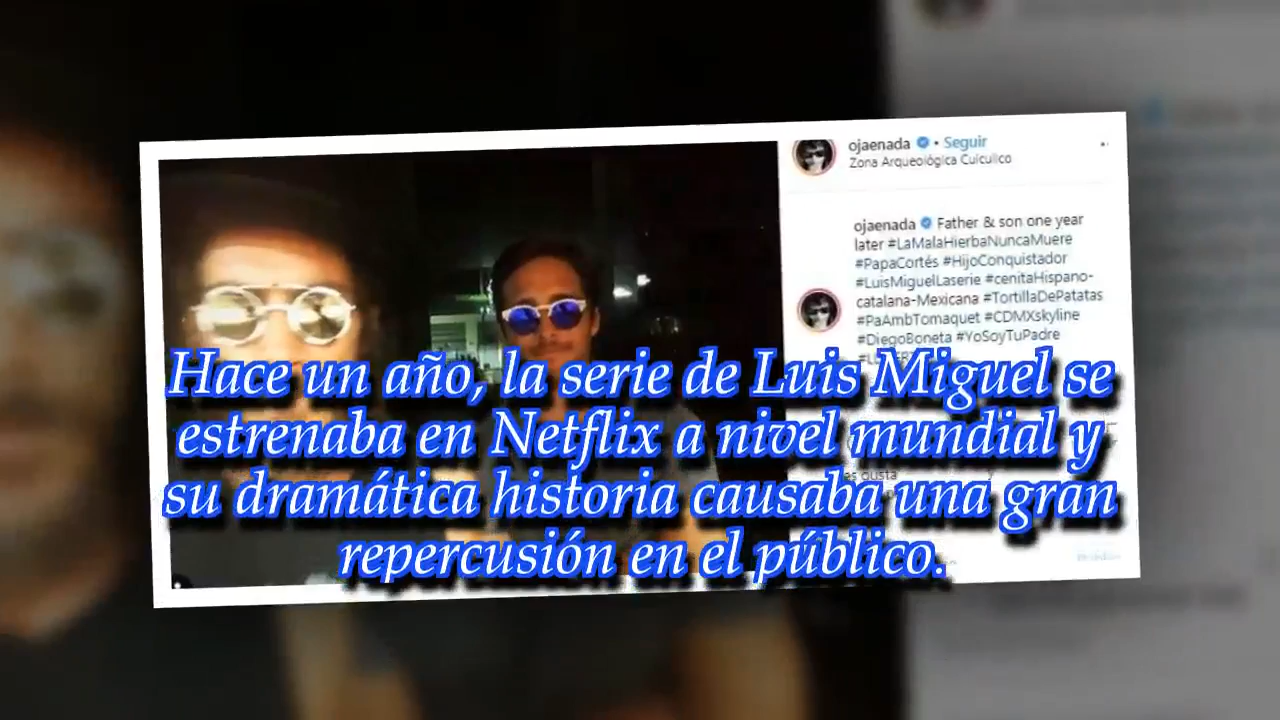 ojaenada • Seguir
Zona Arqueológica Cuiculico
ojaenada Father & son one year
later #LaMalaHierbaNuncaMuere
#PapaCortés #HijoConquistador
#LuisMiguelLaserie #cenitaHispano-
catalana-Mexicana #TortillaDePatatas
#PaAmbTomaquet #CDMXskyline
#DiegoBoneta #YoSoyTuPadre
Hace un año, la serie de Luis Miguel se
estrenaba en Netflix a nivel mundial y
su dramática historia causaba una gran
repercusión en el público.